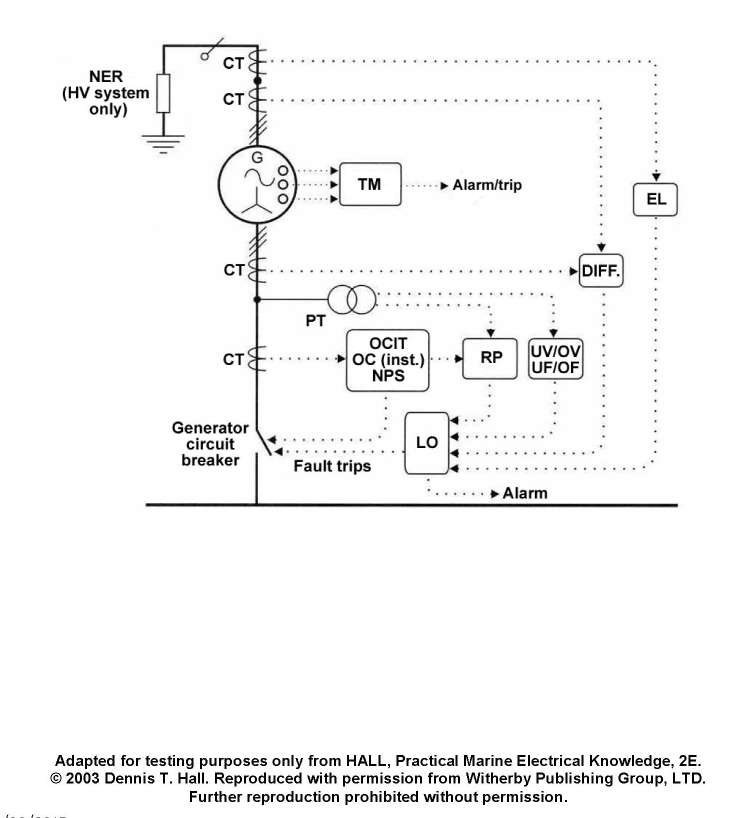 NER
(HV system
only)
CT
CT
G
TM
Alarm/trip
EL
CT
DIFF.
PT
CT
OCIT
OC (inst.)
NPS
RP
UV/OV
UF/OF
Generator
circuit
breaker
LO
Fault trips
Alarm
Adapted for testing purposes only from HALL, Practical Marine Electrical Knowledge, 2E.
© 2003 Dennis T. Hall. Reproduced with permission from Witherby Publishing Group, LTD.
Further reproduction prohibited without permission.